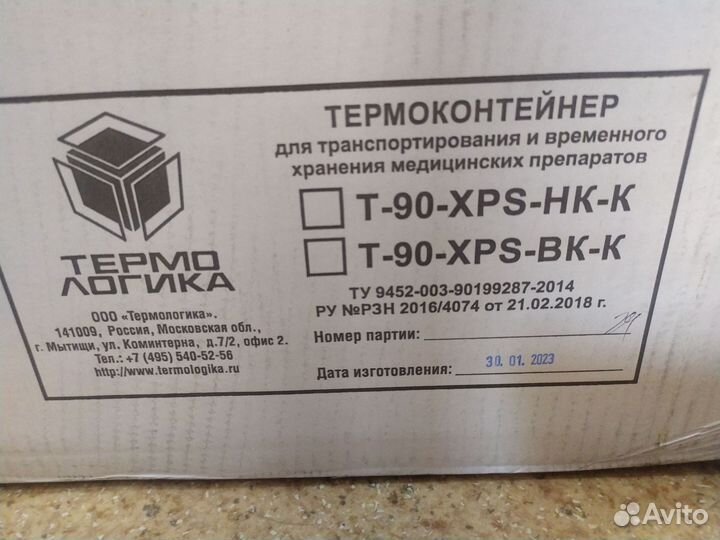 ТЕРМО
ЛОГИКА
ООО «Термологика».
141009, Россия, Московская обл.,
г. Мытищи, ул. Коминтерна, д.7/2, офис 2.
Тел.: +7 (495) 540-52-56
http://www.termologika.ru
ТЕРМОКОНТЕЙНЕР
для транспортирования и временного
хранения медицинских препаратов
Т-90-XPS-НК-К
Т-90-XPS-ВК-К
ТУ 9452-003-90199287-2014
РУ №РЗН 2016/4074 от 21.02.2018 г.
Номер партии:
Дата изготовления: 30.01.2023
Avito